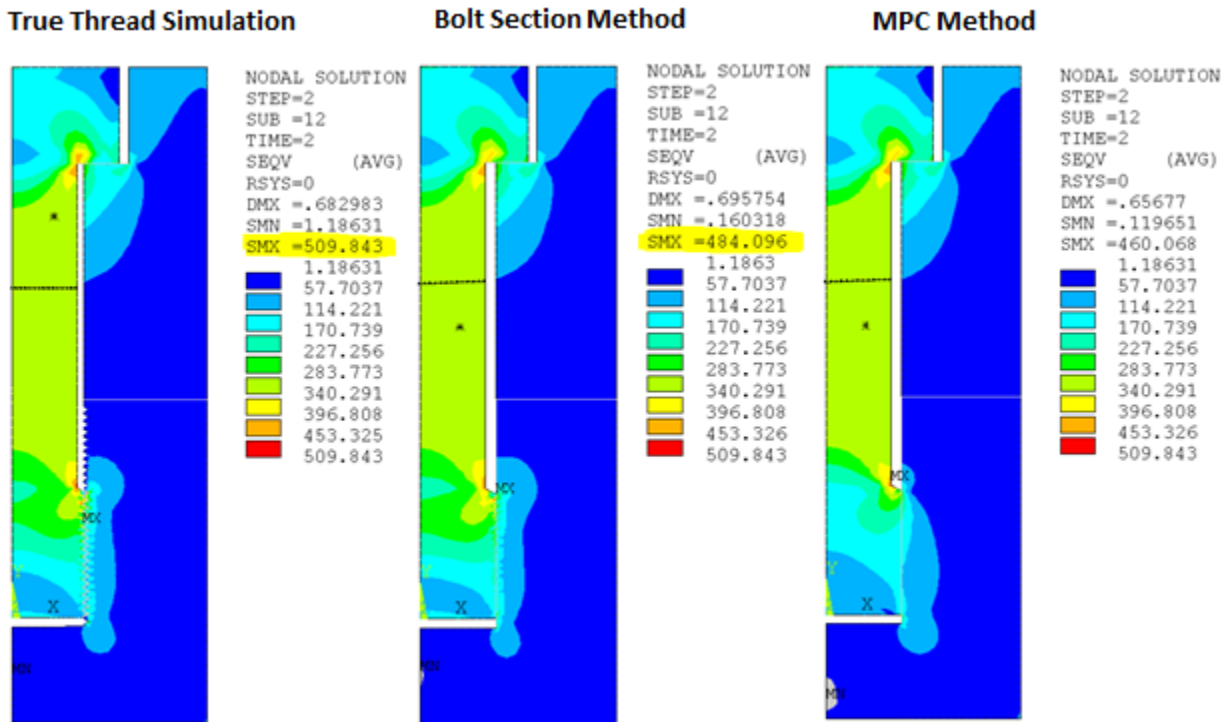 True Thread Simulation
Bolt Section Method
MPC Method
NODAL SOLUTION
STEP=2
SUB =12
TIME=2
SEQV (AVG)
RSYS=0
DMX =.682983
SMN =1.18631
SMX =509.843
1.18631
57.7037
114.221
170.739
227.256
283.773
340.291
396.808
453.325
509.843
MX
Y
X
MN
NODAL SOLUTION
STEP=2
SUB =12
TIME=2
SEQV (AVG)
RSYS=0
DMX =.695754
SMN =.160318
SMX =484.096
1.1863
57.7037
114.221
170.739
227.256
283.773
340.291
396.808
453.326
509.843
MX
X
MN
NODAL SOLUTION
STEP=2
SUB =12
TIME=2
SEQV (AVG)
RSYS=0
DMX =.65677
SMN =.119651
SMX =460.068
1.18631
57.7037
114.221
170.739
227.256
283.773
340.291
396.808
453.326
509.843
MX
Y
X
MN